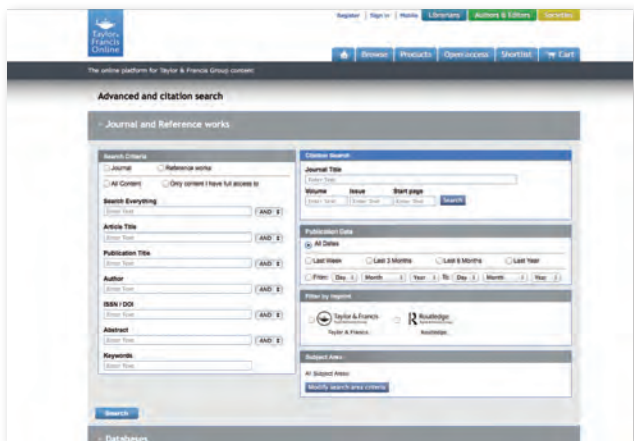 Register | Sign in | Mobile Librarians Authors & Editors Societies
Taylor & Francis Online
Browse Products Open access Shortlist Cart
The online platform for Taylor & Francis Group content
Advanced and citation search
Journal and Reference works
Search Criteria
Journal Reference works
All Content Only content I have full access to
Search Everything
Enter Text AND
Article Title
Enter Text AND
Publication Title
Enter Text AND
Author
Enter Text AND
ISSN / DOI
Enter Text AND
Abstract
Enter Text AND
Keywords
Enter Text
Citation Search
Journal Title
Enter Text
Volume Issue Start page
Enter Text Enter Text Enter Text Search
Publication Date
All Dates
Last Week Last 3 Months Last 6 Months Last Year
From: Day Month Year To: Day Month Year
Filter by Imprint
Taylor & Francis Routledge
Taylor & Francis Routledge
Subject Area
All Subject Areas
Modify search area criteria
Search
Databases